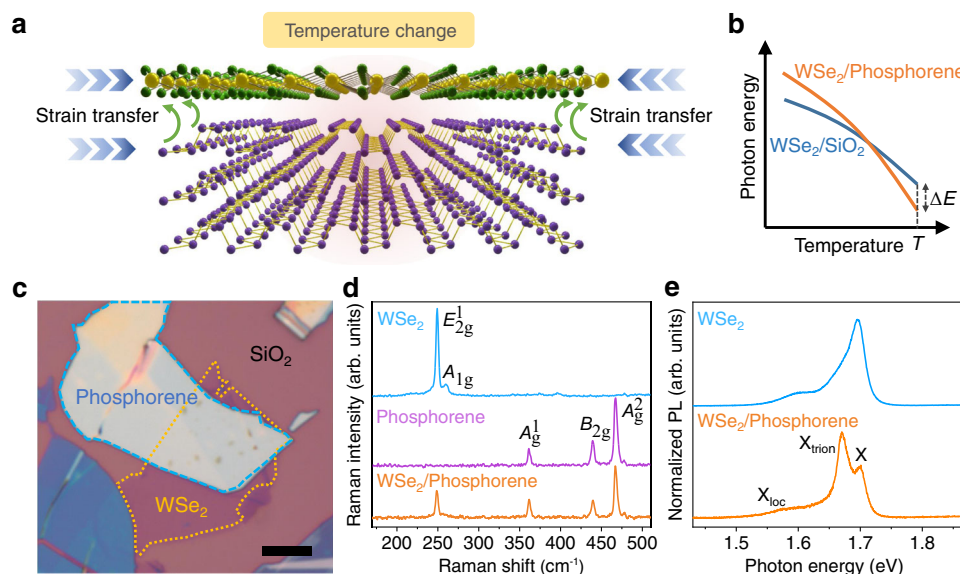 a
Temperature change
Strain transfer
Strain transfer
b
Photon energy
WSe₂/Phosphorene
WSe₂/SiO₂
ΔE
Temperature T
c
SiO₂
Phosphorene
WSe₂
d
Raman intensity (arb. units)
WSe₂
E¹₂g
A₁g
Phosphorene
A¹g
B₂g
A²g
WSe₂/Phosphorene
200 250 300 350 400 450 500
Raman shift (cm⁻¹)
e
Normalized PL (arb. units)
WSe₂
WSe₂/Phosphorene
X_trion
X
X_loc
1.5 1.6 1.7 1.8
Photon energy (eV)